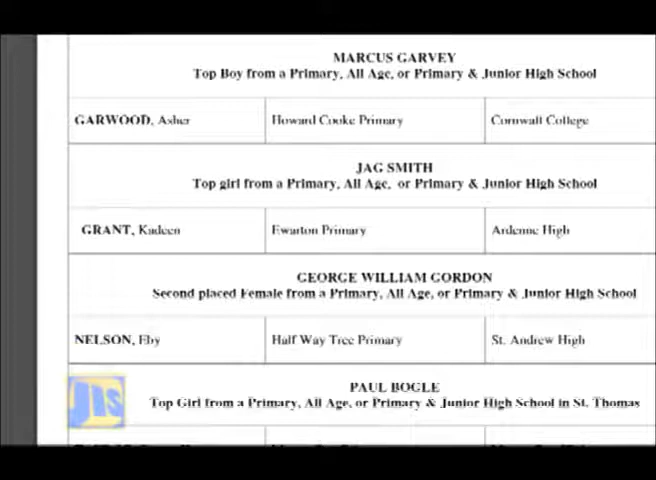 MARCUS GARVEY
Top Boy from a Primary, All Age, or Primary & Junior High School
GARWOOD, Asher Howard Cooke Primary Cornwall College
JAG SMITH
Top girl from a Primary, All Age, or Primary & Junior High School
GRANT, Kadeen Ewarton Primary Ardenne High
GEORGE WILLIAM GORDON
Second placed Female from a Primary, All Age, or Primary & Junior High School
NELSON, Eby Half Way Tree Primary St. Andrew High
PAUL BOGLE
JIS
Top Girl from a Primary, All Age, or Primary & Junior High School in St. Thomas